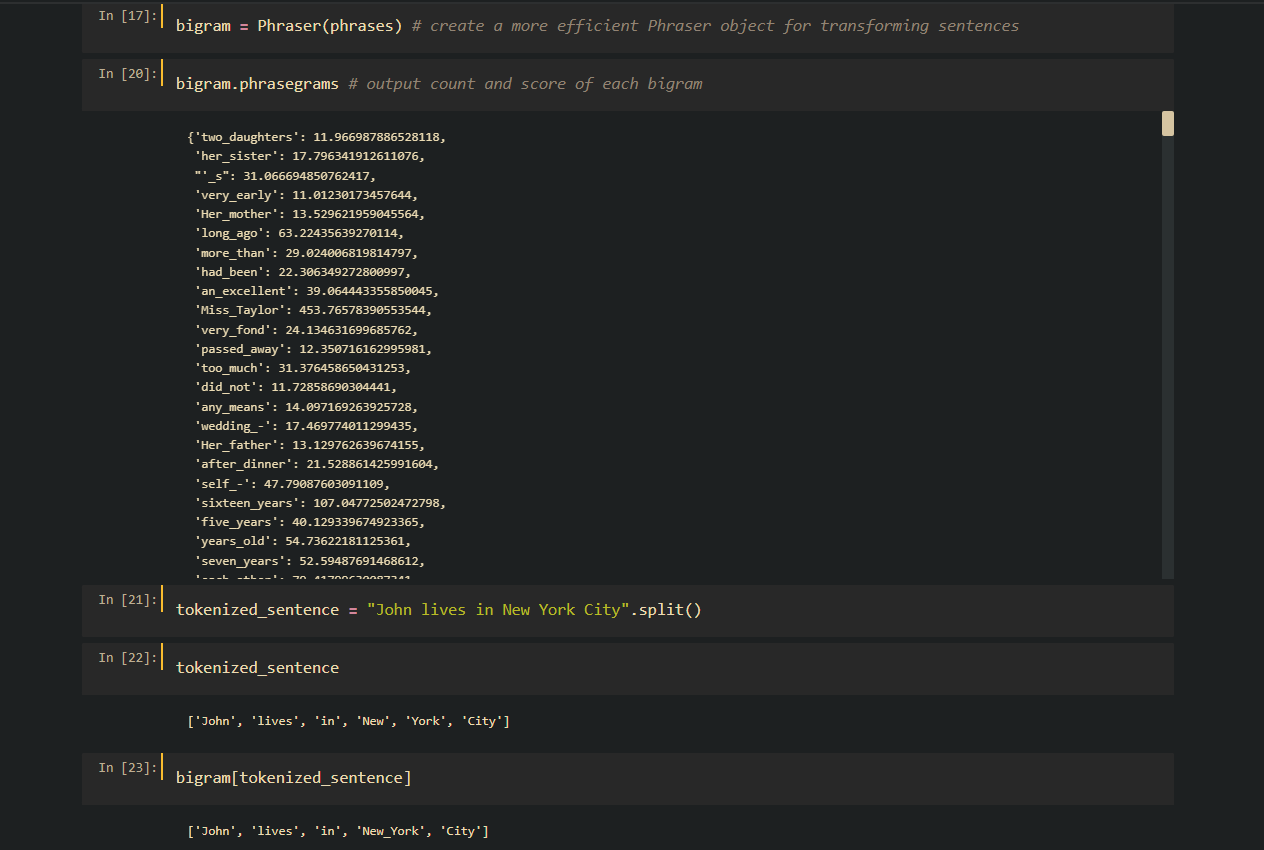 In [17]:
bigram = Phraser(phrases) # create a more efficient Phraser object for transforming sentences
In [20]:
bigram.phrasegrams # output count and score of each bigram
{'two_daughters': 11.966987886528118,
'her_sister': 17.796341912611076,
"'_s": 31.066694850762417,
'very_early': 11.01230173457644,
'Her_mother': 13.529621959045564,
'long_ago': 63.22435639270114,
'more_than': 29.024006819814797,
'had_been': 22.306349272800997,
'an_excellent': 39.064443355850045,
'Miss_Taylor': 453.76578390553544,
'very_fond': 24.134631699685762,
'passed_away': 12.350716162995981,
'too_much': 31.376458650431253,
'did_not': 11.72858690304441,
'any_means': 14.097169263925728,
'wedding_-': 17.469774011299435,
'Her_father': 13.129762639674155,
'after_dinner': 21.528861425991604,
'self_-': 47.79087603091109,
'sixteen_years': 107.04772502472798,
'five_years': 40.129339674923365,
'years_old': 54.73622181125361,
'seven_years': 52.59487691468612,
In [21]:
tokenized_sentence = "John lives in New York City".split()
In [22]:
tokenized_sentence
['John', 'lives', 'in', 'New', 'York', 'City']
In [23]:
bigram[tokenized_sentence]
['John', 'lives', 'in', 'New_York', 'City']